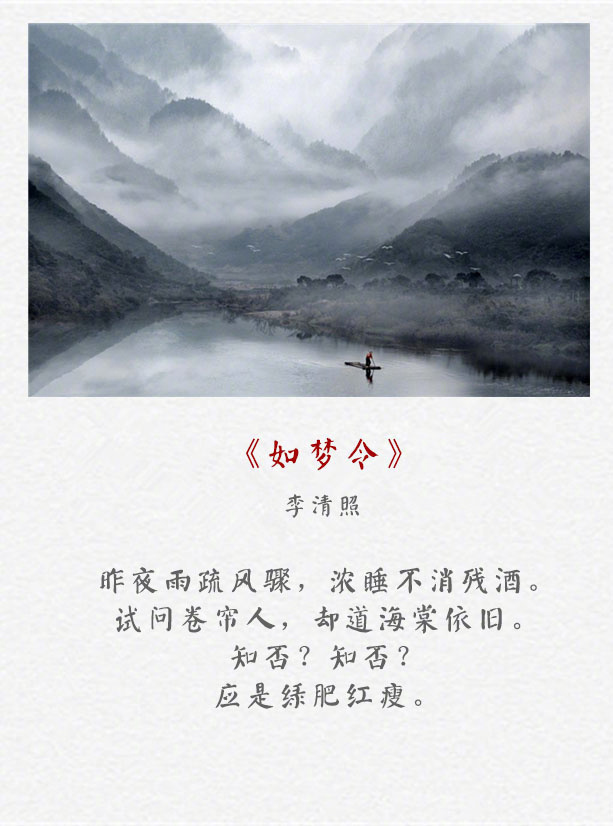 《如梦令》
李清照
昨夜雨疏风骤，浓睡不消残酒。
试问卷帘人，却道海棠依旧。
知否？知否？
应是绿肥红瘦。